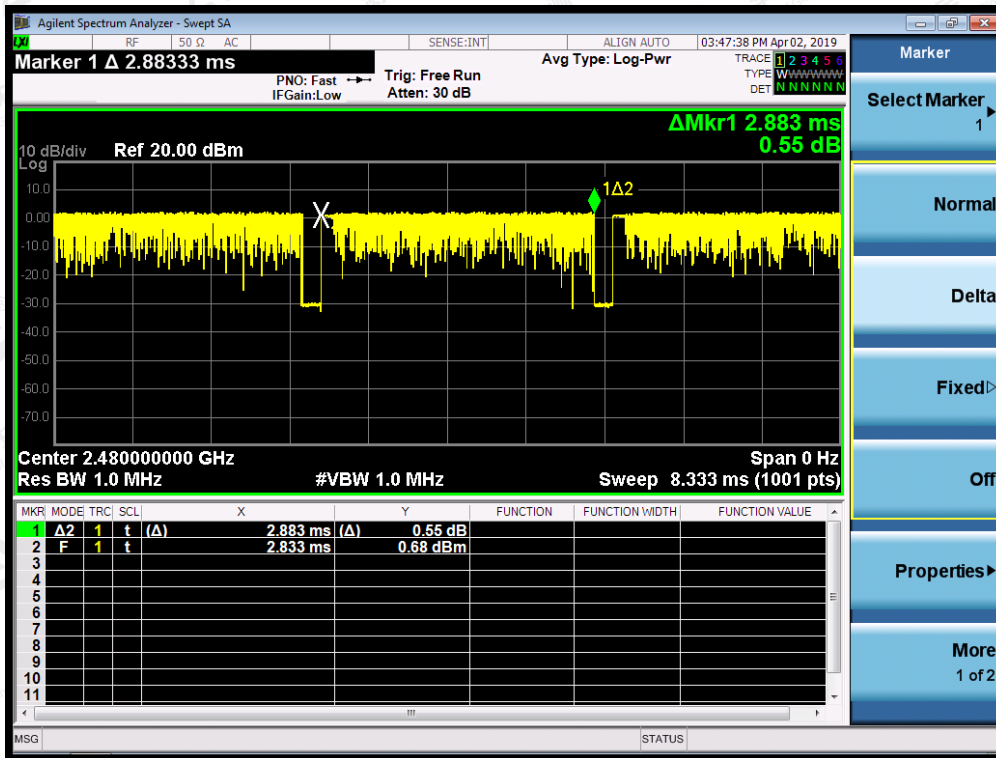 Agilent Spectrum Analyzer - Swept SA
LXI RF 50 Ω AC SENSE:INT ALIGN AUTO 03:47:38 PM Apr 02, 2019
Marker 1 Δ 2.88333 ms
PNO: Fast Trig: Free Run Avg Type: Log-Pwr TRACE 1 2 3 4 5 6
IFGain:Low Atten: 30 dB TYPE WWWWWW
DET N N N N N N
ΔMkr1 2.883 ms
0.55 dB
10 dB/div Ref 20.00 dBm
Log
10.0
0.00
-10.0
-20.0
-30.0
-40.0
-50.0
-60.0
-70.0
X
1Δ2
Center 2.480000000 GHz Span 0 Hz
Res BW 1.0 MHz #VBW 1.0 MHz Sweep 8.333 ms (1001 pts)
MKR MODE TRC SCL X Y FUNCTION FUNCTION WIDTH FUNCTION VALUE
1 Δ2 1 t (Δ) 2.883 ms (Δ) 0.55 dB
2 F 1 t 2.833 ms 0.68 dBm
3
4
5
6
7
8
9
10
11
MSG STATUS
Marker
Select Marker
1
Normal
Delta
Fixed
Off
Properties
More
1 of 2